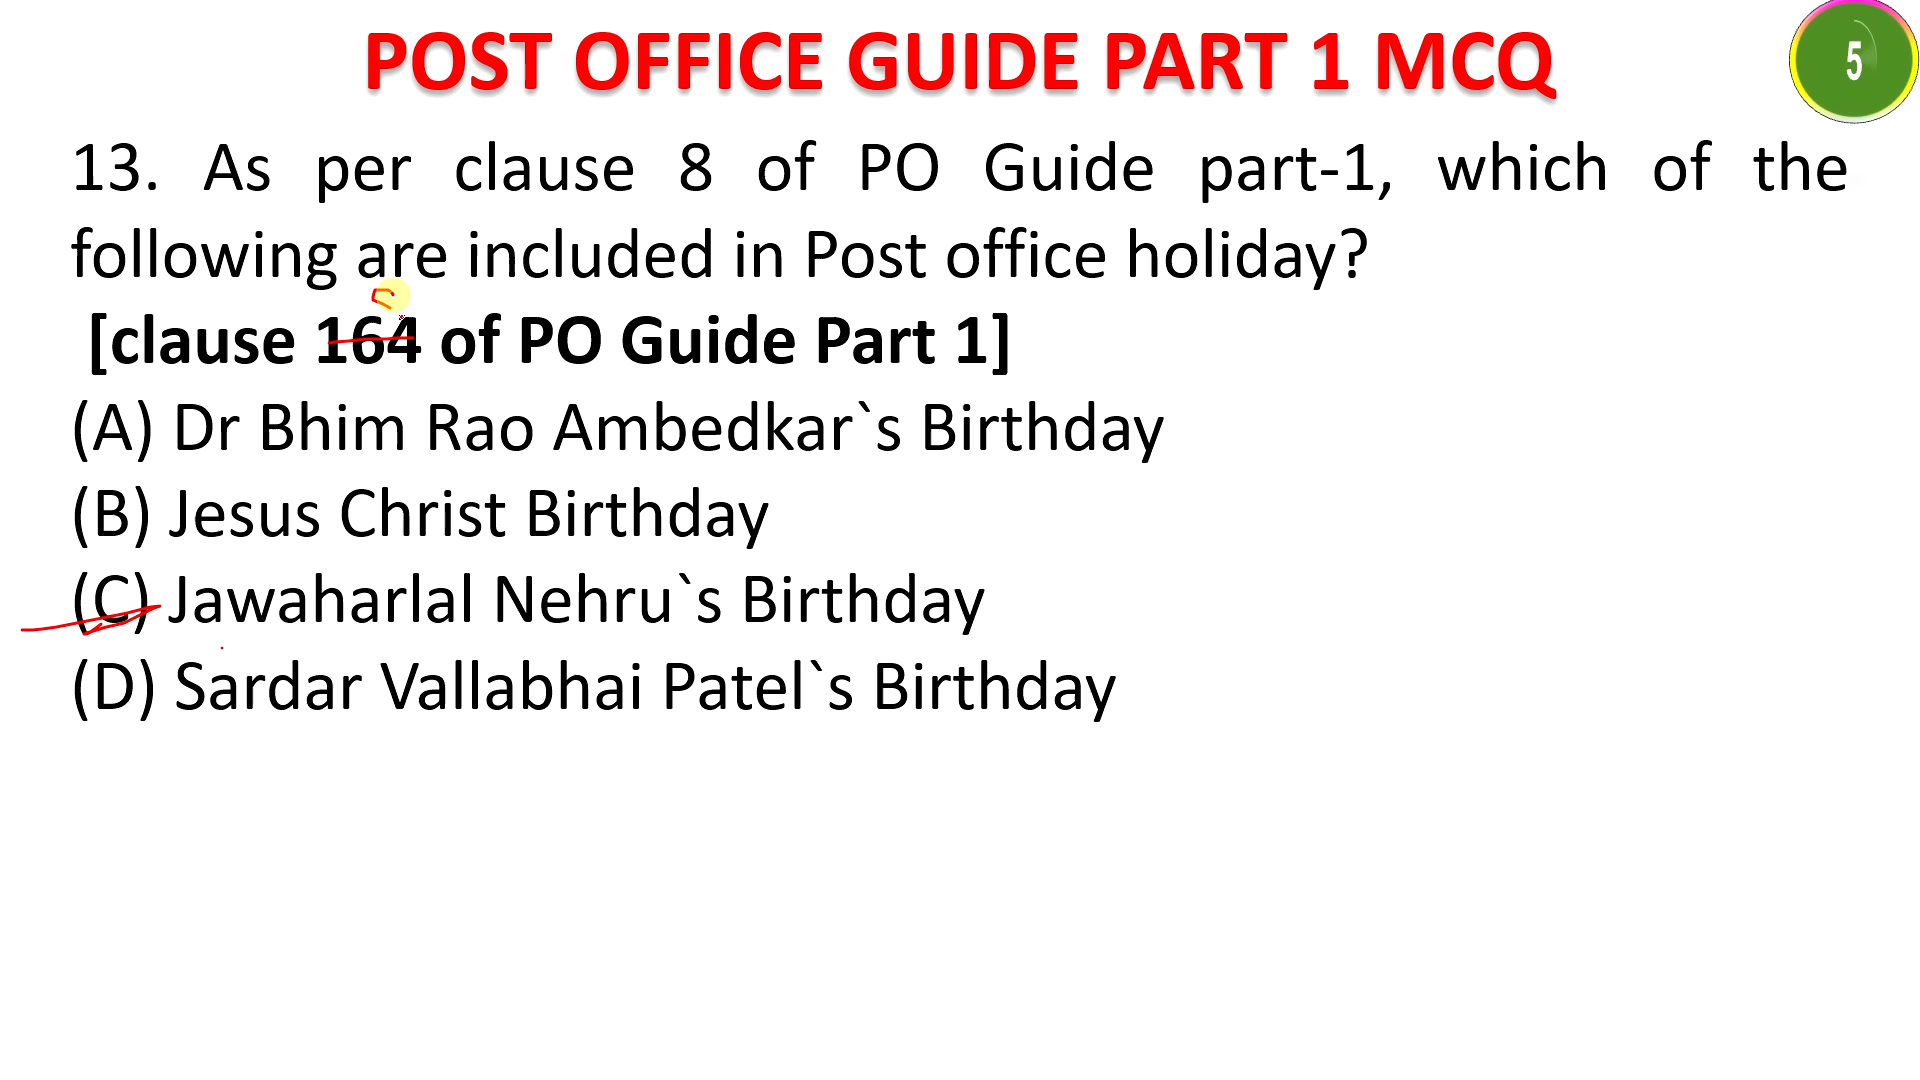 POST OFFICE GUIDE PART 1 MCQ
5
13. As per clause 8 of PO Guide part-1, which of the
following are included in Post office holiday?
[clause 164 of PO Guide Part 1]
(A) Dr Bhim Rao Ambedkar`s Birthday
(B) Jesus Christ Birthday
(C) Jawaharlal Nehru`s Birthday
(D) Sardar Vallabhai Patel`s Birthday